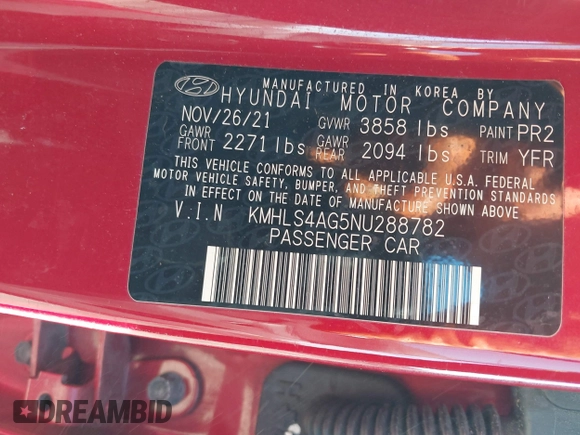 MANUFACTURED IN KOREA BY
HYUNDAI MOTOR COMPANY
NOV/26/21 GVWR 3858 lbs PAINT PR2
GAWR FRONT 2271 lbs GAWR REAR 2094 lbs TRIM YFR
THIS VEHICLE CONFORMS TO ALL APPLICABLE U.S.A. FEDERAL
MOTOR VEHICLE SAFETY, BUMPER, AND THEFT PREVENTION STANDARDS
IN EFFECT ON THE DATE OF MANUFACTURE SHOWN ABOVE
V.I.N KMHLS4AG5NU288782
PASSENGER CAR
DREAMBID